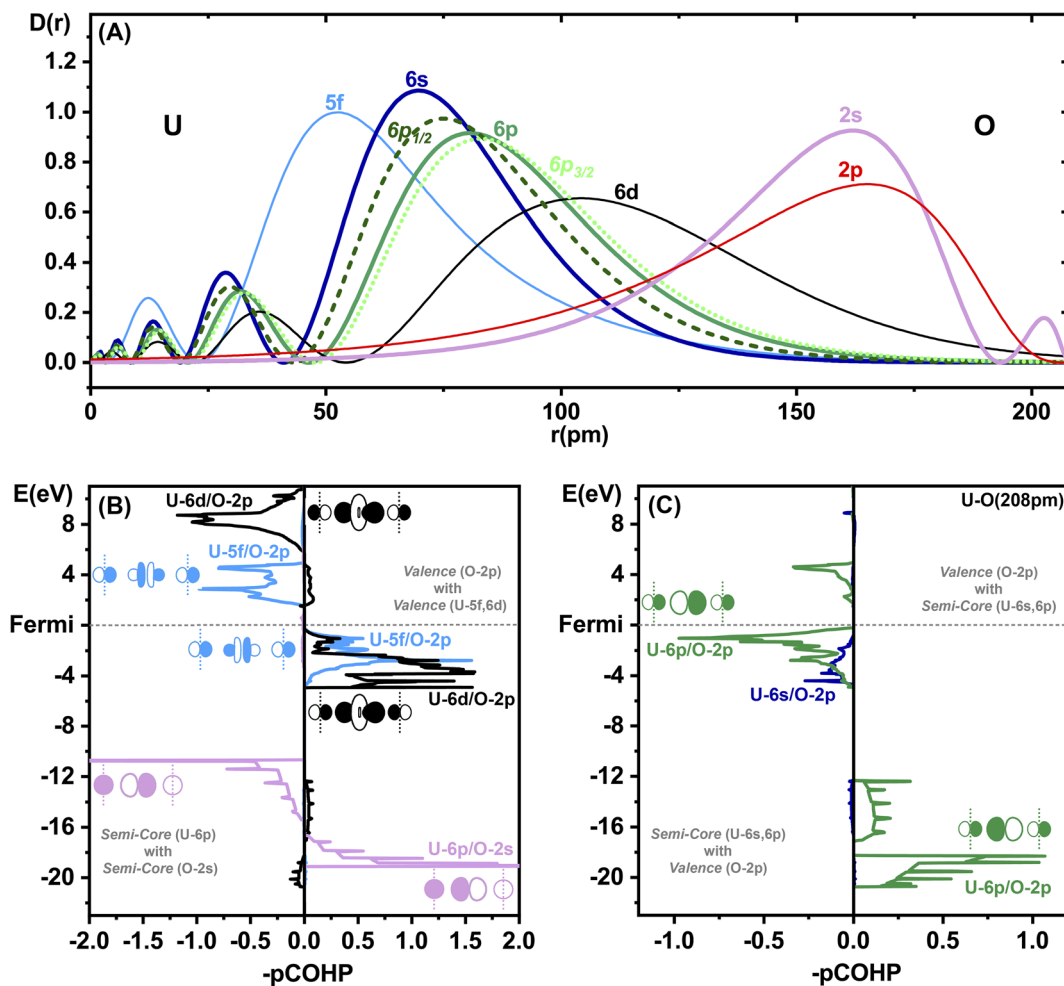 D(r)
(A)
1.2
1.0
0.8
0.6
0.4
0.2
0.0
U
5f
6s
6p1/2
6p
6p3/2
6d
2s
2p
O
0
50
100
150
200
r(pm)
E(eV)
(B)
U-6d/O-2p
8
U-5f/O-2p
4
Valence (O-2p)
with
Valence (U-5f,6d)
Fermi
U-5f/O-2p
-4
U-6d/O-2p
-8
-12
Semi-Core (U-6p)
with
Semi-Core (O-2s)
-16
U-6p/O-2s
-20
-2.0
-1.5
-1.0
-0.5
0.0
0.5
1.0
1.5
2.0
-pCOHP
E(eV)
(C)
U-O(208pm)
8
4
Valence (O-2p)
with
Semi-Core (U-6s,6p)
Fermi
U-6p/O-2p
-4
U-6s/O-2p
-8
-12
-16
Semi-Core (U-6s,6p)
with
Valence (O-2p)
-20
U-6p/O-2p
-1.0
-0.5
0.0
0.5
1.0
-pCOHP